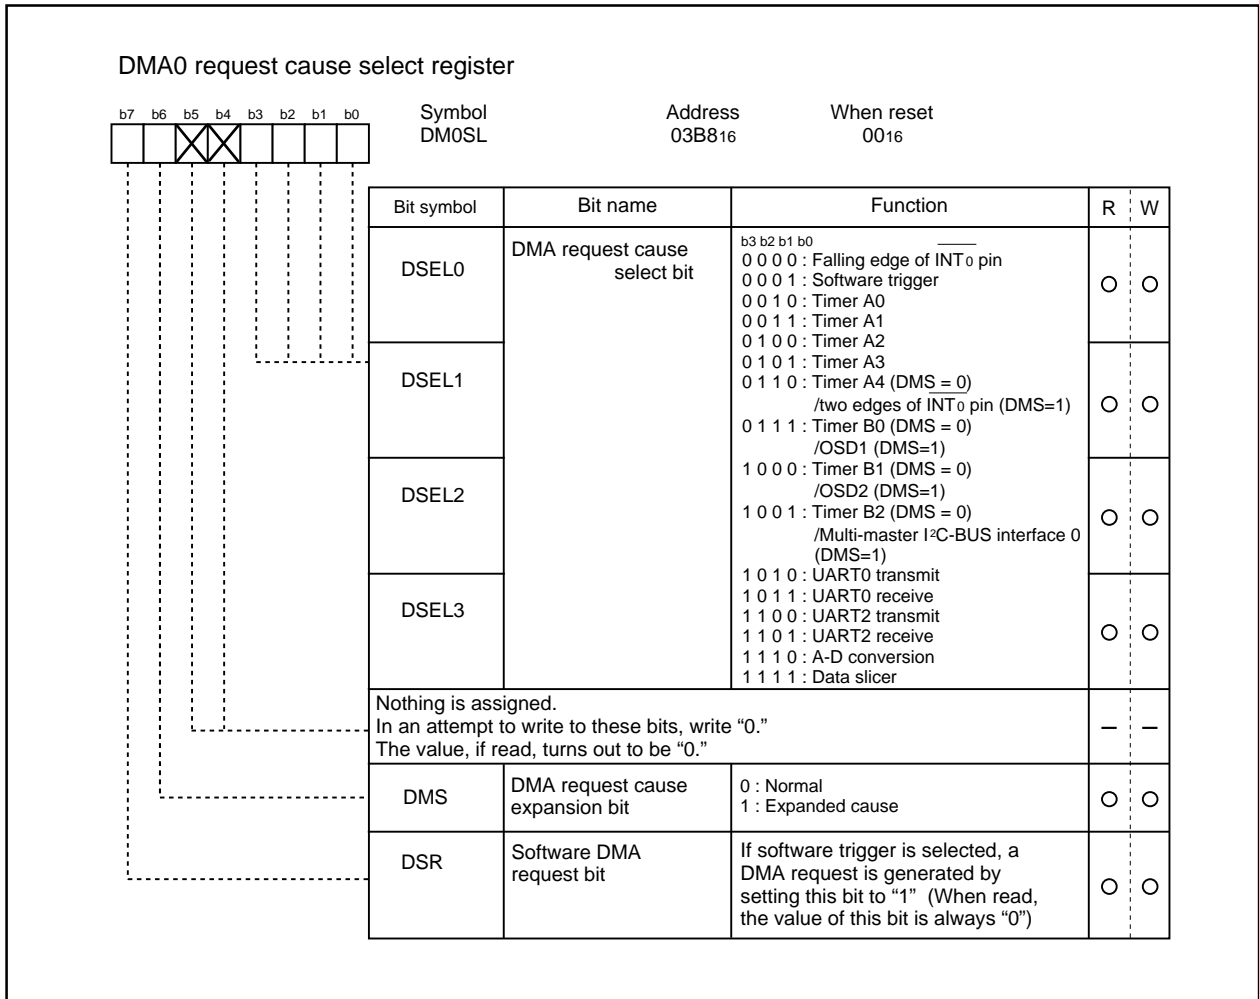 DMA0 request cause select register
b7 b6 b5 b4 b3 b2 b1 b0
Symbol Address When reset
DM0SL 03B816 0016
Bit symbol Bit name Function R W
DSEL0
DSEL1
DSEL2
DSEL3
DMA request cause
select bit
b3 b2 b1 b0
0 0 0 0 : Falling edge of INT0 pin
0 0 0 1 : Software trigger
0 0 1 0 : Timer A0
0 0 1 1 : Timer A1
0 1 0 0 : Timer A2
0 1 0 1 : Timer A3
0 1 1 0 : Timer A4 (DMS = 0)
/two edges of INT0 pin (DMS=1)
0 1 1 1 : Timer B0 (DMS = 0)
/OSD1 (DMS=1)
1 0 0 0 : Timer B1 (DMS = 0)
/OSD2 (DMS=1)
1 0 0 1 : Timer B2 (DMS = 0)
/Multi-master I2C-BUS interface 0
(DMS=1)
1 0 1 0 : UART0 transmit
1 0 1 1 : UART0 receive
1 1 0 0 : UART2 transmit
1 1 0 1 : UART2 receive
1 1 1 0 : A-D conversion
1 1 1 1 : Data slicer
Nothing is assigned.
In an attempt to write to these bits, write “0.”
The value, if read, turns out to be “0.”
– –
DMS
DMA request cause
expansion bit
0 : Normal
1 : Expanded cause
DSR
Software DMA
request bit
If software trigger is selected, a
DMA request is generated by
setting this bit to “1” (When read,
the value of this bit is always “0”)